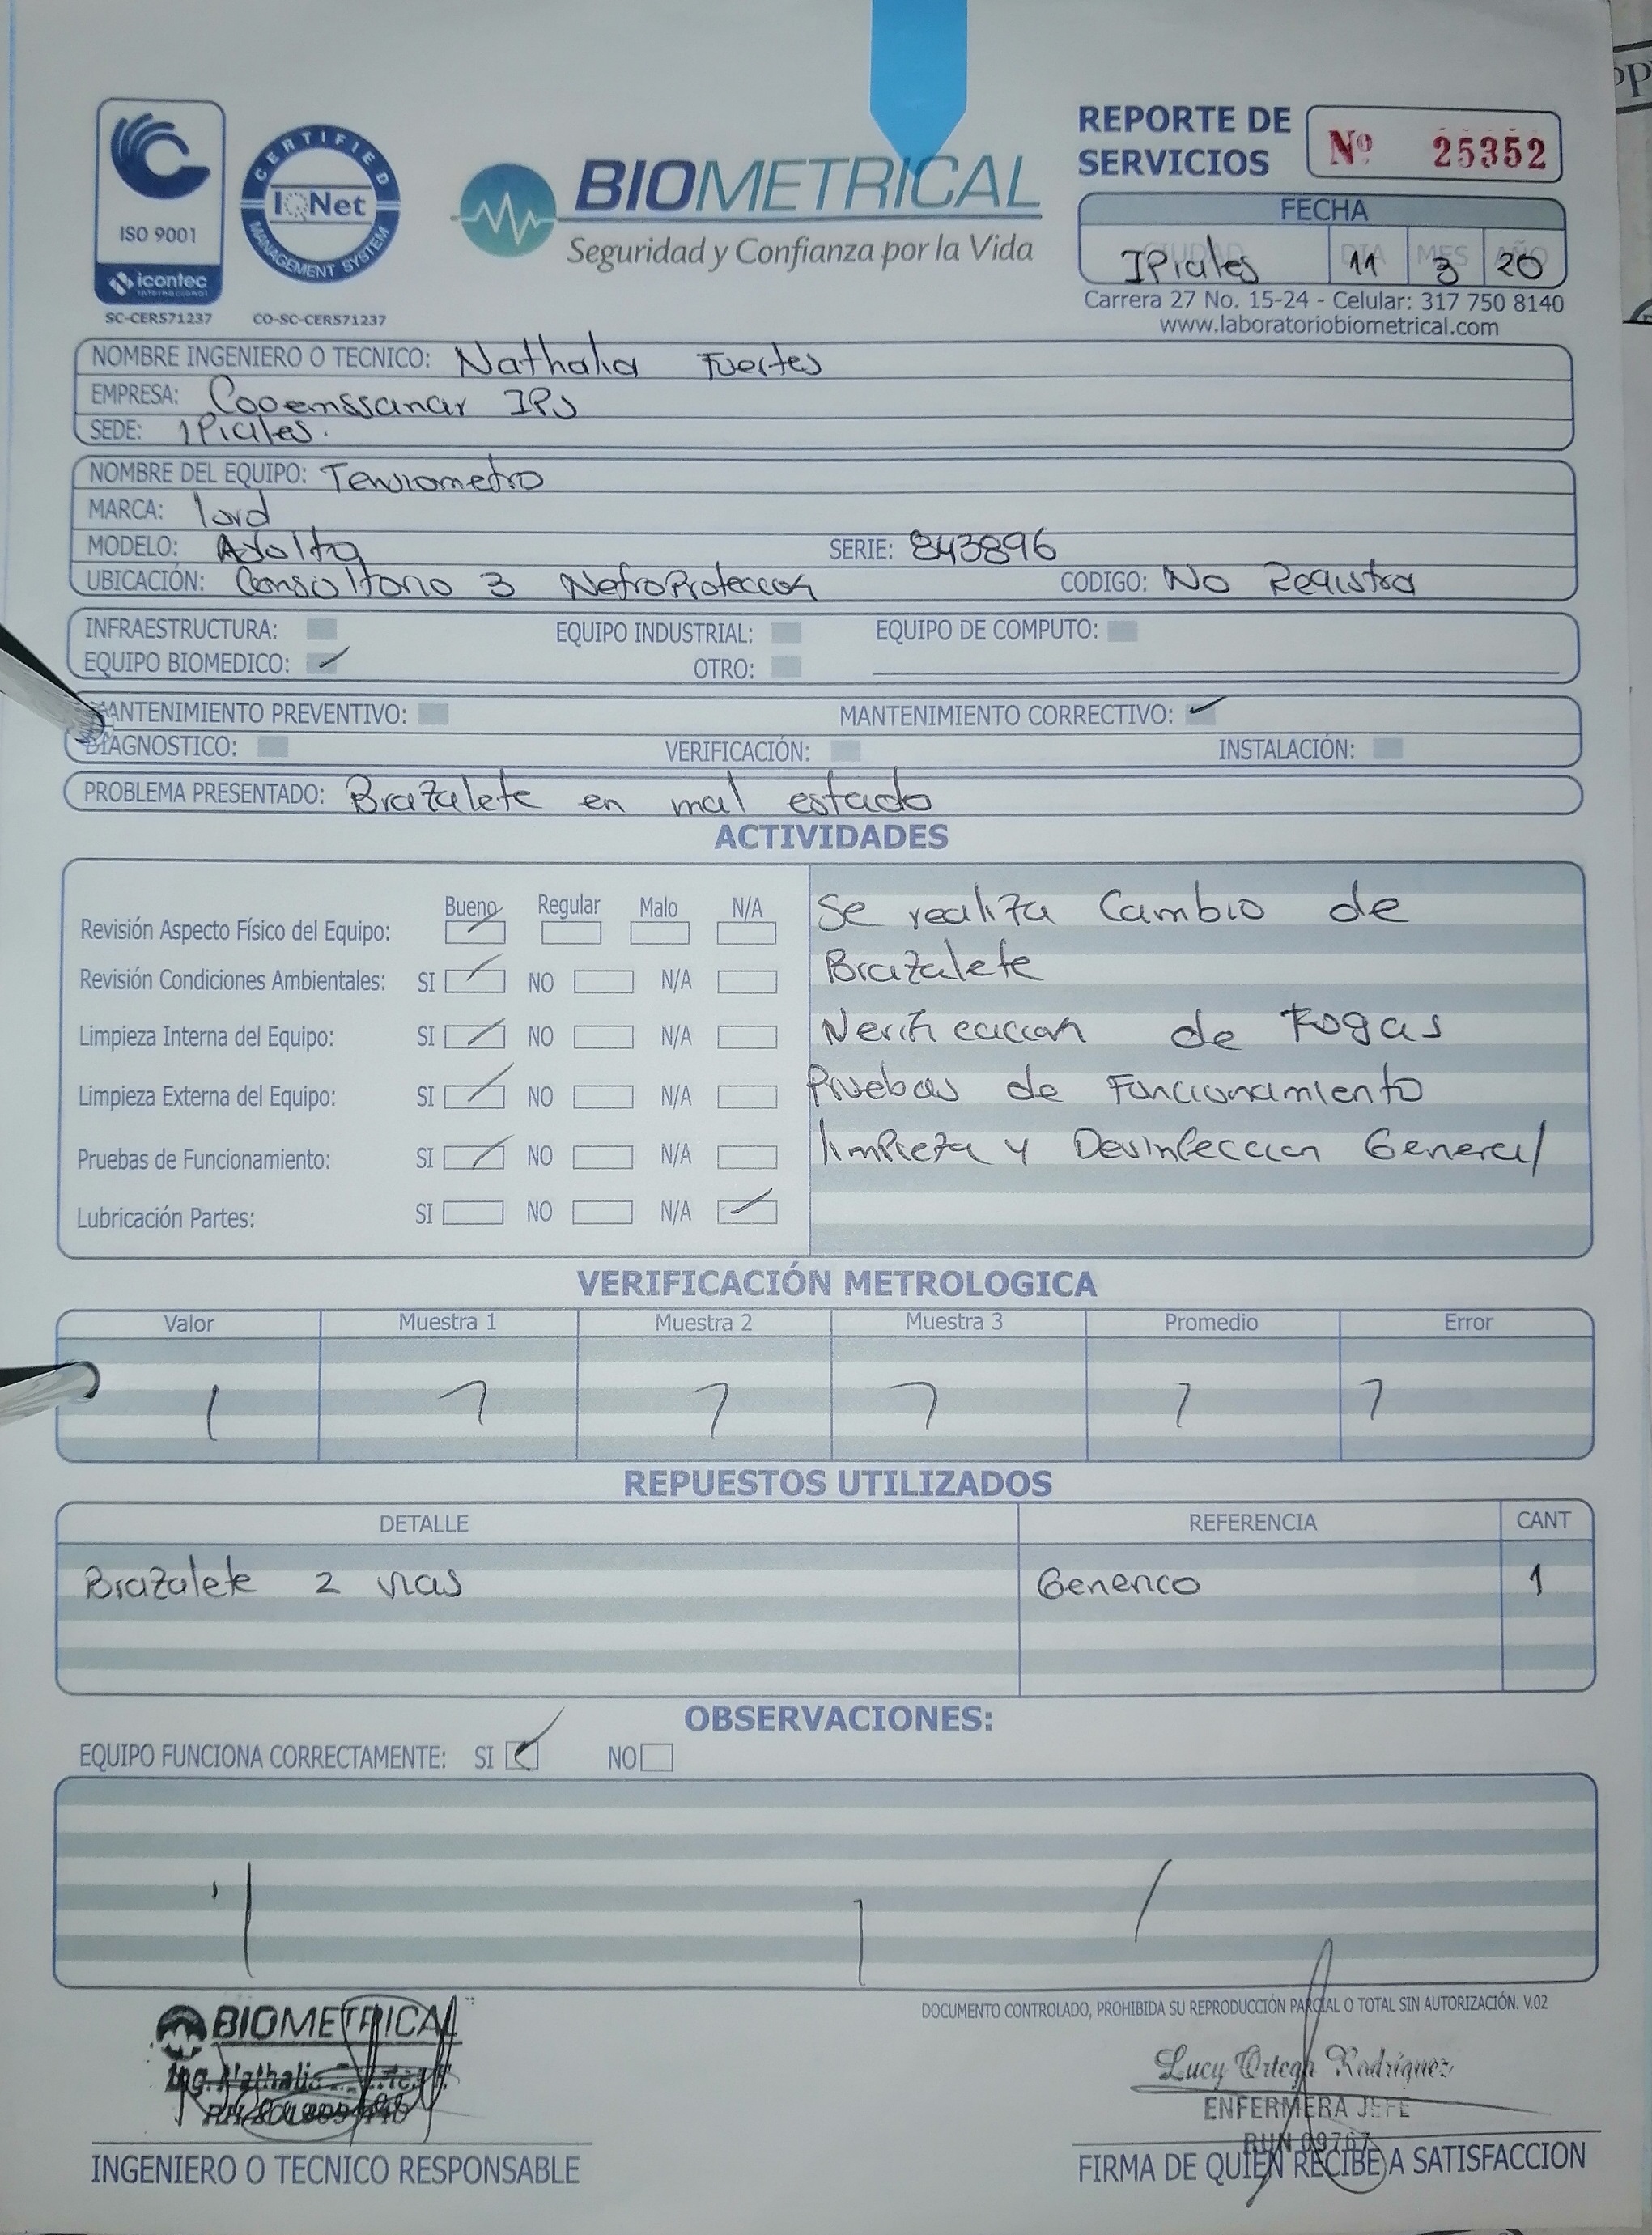 REPORTE DE SERVICIOS Nº 25352
ISO 9001
icontec
INTERNACIONAL
SC-CER571237
CERTIFIED
IQNet
MANAGEMENT SYSTEM
CO-SC-CER571237
BIOMETRICAL
Seguridad y Confianza por la Vida
FECHA
CIUDAD DIA MES AÑO
IPiales 11 3 20
Carrera 27 No. 15-24 - Celular: 317 750 8140
www.laboratoriobiometrical.com
NOMBRE INGENIERO O TECNICO: Nathalia Fuertes
EMPRESA: Cooemssanar IPS
SEDE: IPiales.
NOMBRE DEL EQUIPO: Tensiometro
MARCA: lord
MODELO: Adulto SERIE: 843896
UBICACIÓN: Consultorio 3 NefroProteccion CODIGO: No Registra
INFRAESTRUCTURA: EQUIPO INDUSTRIAL: EQUIPO DE COMPUTO:
EQUIPO BIOMEDICO: ✓ OTRO:
MANTENIMIENTO PREVENTIVO: MANTENIMIENTO CORRECTIVO: ✓
DIAGNOSTICO: VERIFICACIÓN: INSTALACIÓN:
PROBLEMA PRESENTADO: Brazalete en mal estado
ACTIVIDADES
Bueno Regular Malo N/A
Revisión Aspecto Físico del Equipo:
Revisión Condiciones Ambientales: SI NO N/A
Limpieza Interna del Equipo: SI NO N/A
Limpieza Externa del Equipo: SI NO N/A
Pruebas de Funcionamiento: SI NO N/A
Lubricación Partes: SI NO N/A
Se realiza Cambio de
Brazalete
Verificacion de Fugas
Pruebas de Funcionamiento
limpieza y Desinfeccion General
VERIFICACIÓN METROLOGICA
Valor Muestra 1 Muestra 2 Muestra 3 Promedio Error
REPUESTOS UTILIZADOS
DETALLE REFERENCIA CANT
Brazalete 2 vias Generico 1
OBSERVACIONES:
EQUIPO FUNCIONA CORRECTAMENTE: SI ✓ NO
DOCUMENTO CONTROLADO, PROHIBIDA SU REPRODUCCIÓN PARCIAL O TOTAL SIN AUTORIZACIÓN. V.02
BIOMETRICAL
Ing. Nathalia
INGENIERO O TECNICO RESPONSABLE
Lucy Ortega Rodríguez
ENFERMERA JEFE
RUN 09767
FIRMA DE QUIEN RECIBE A SATISFACCION